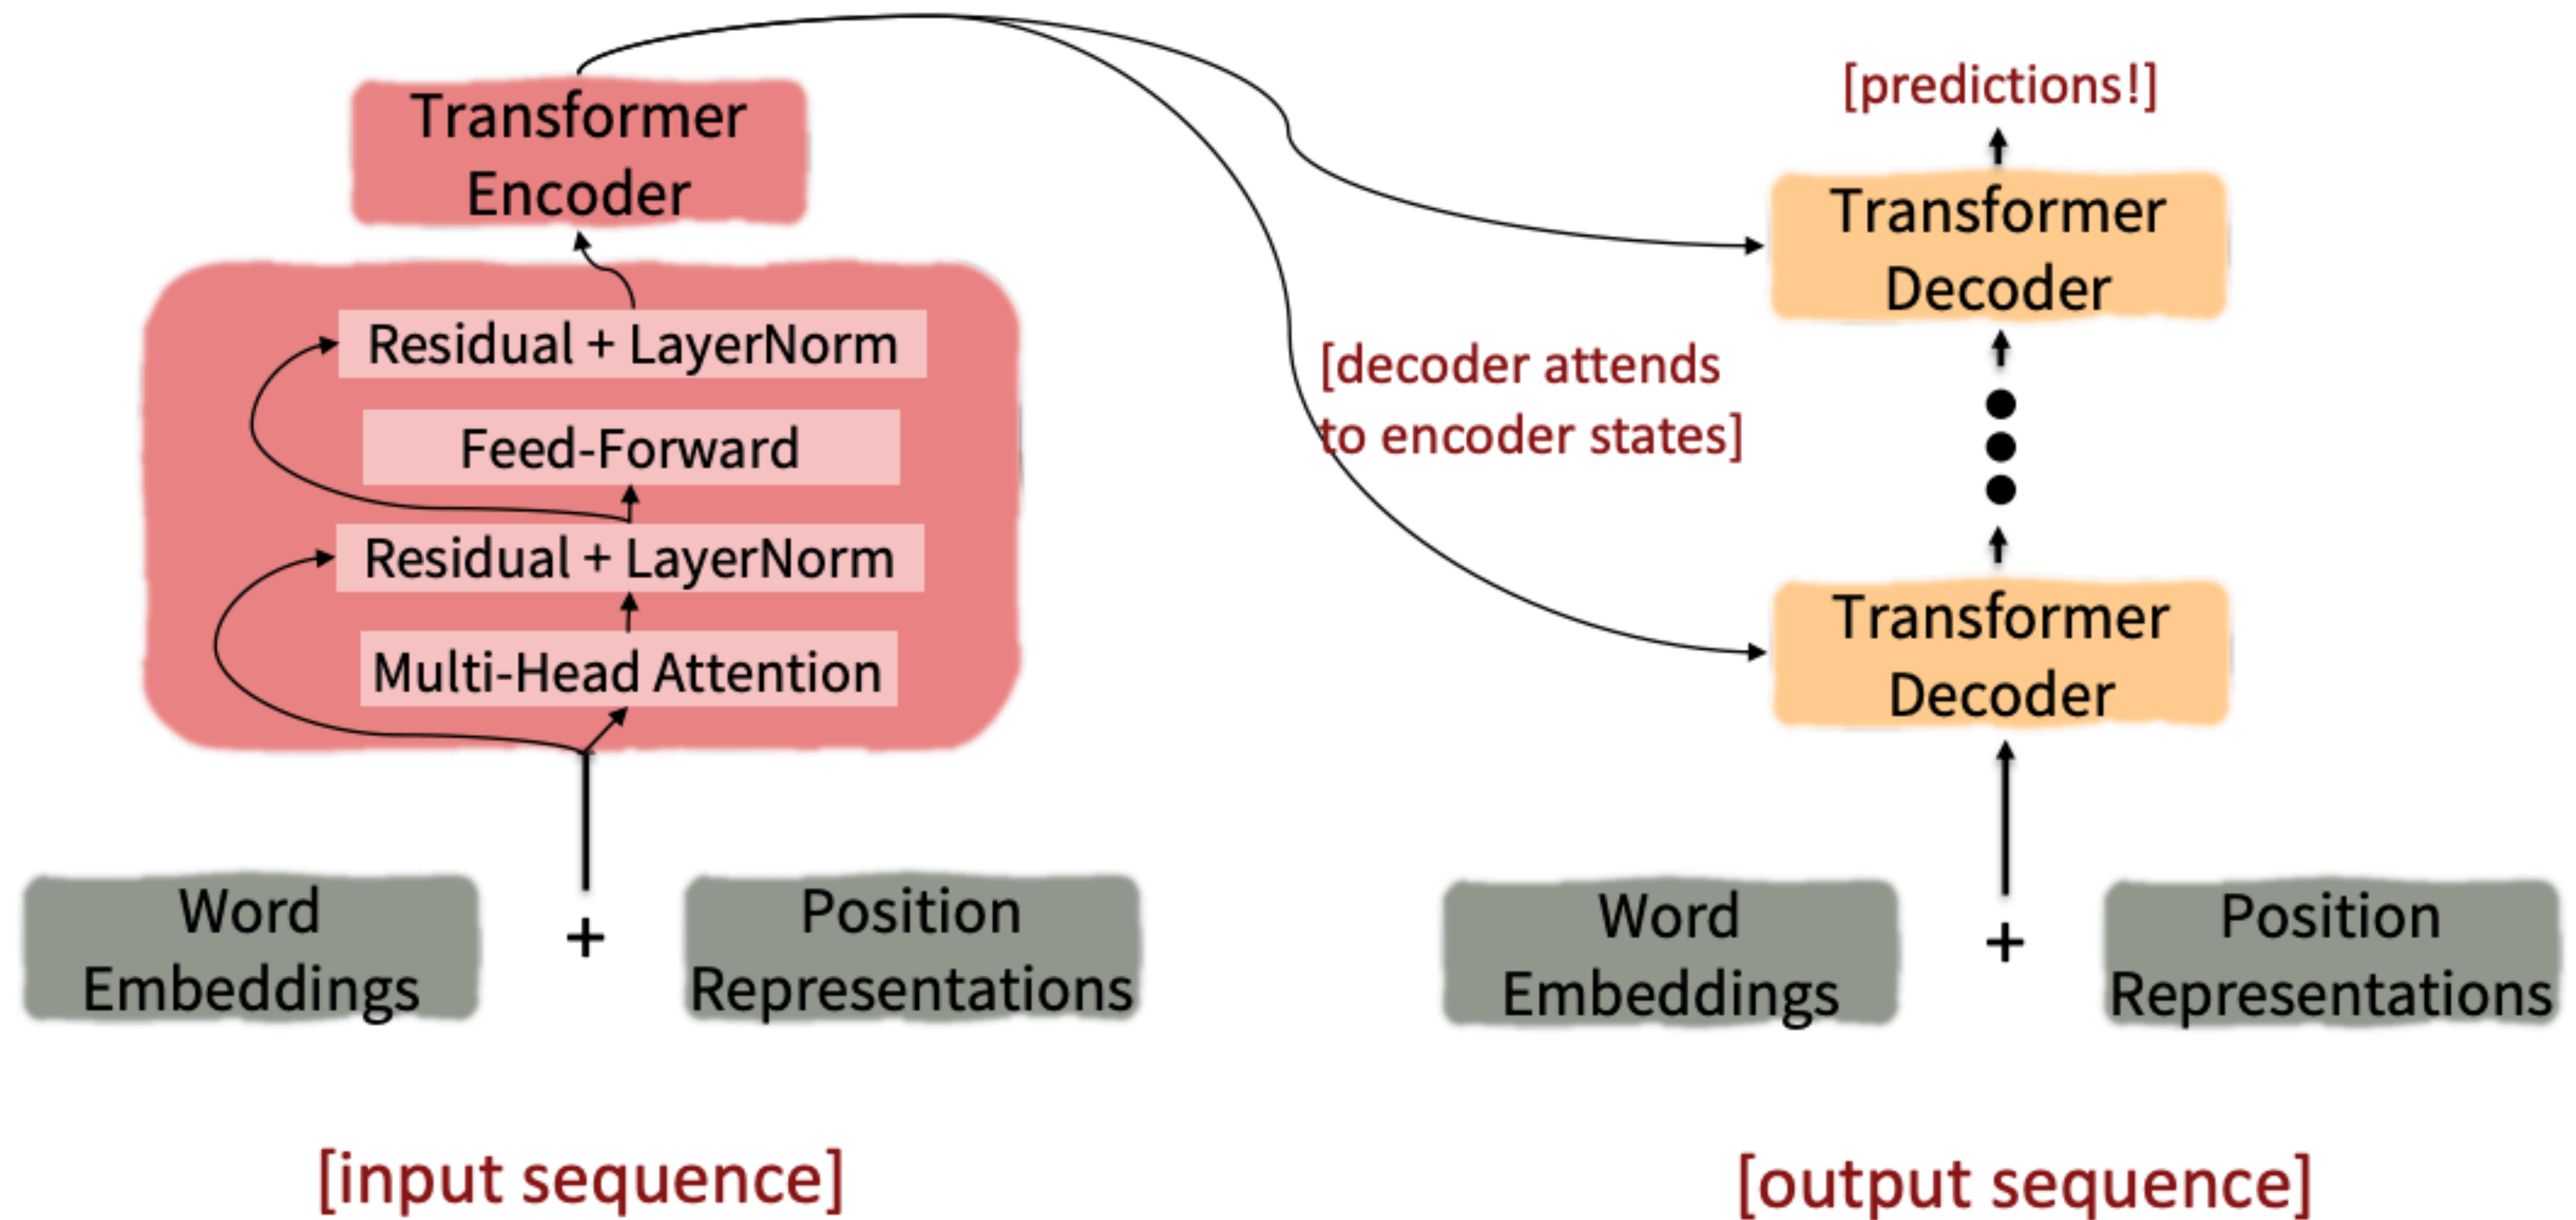 Transformer
Encoder
Residual + LayerNorm
Feed-Forward
Residual + LayerNorm
Multi-Head Attention
Word
Embeddings
+
Position
Representations
[input sequence]
[decoder attends
to encoder states]
[predictions!]
Transformer
Decoder
Transformer
Decoder
Word
Embeddings
+
Position
Representations
[output sequence]